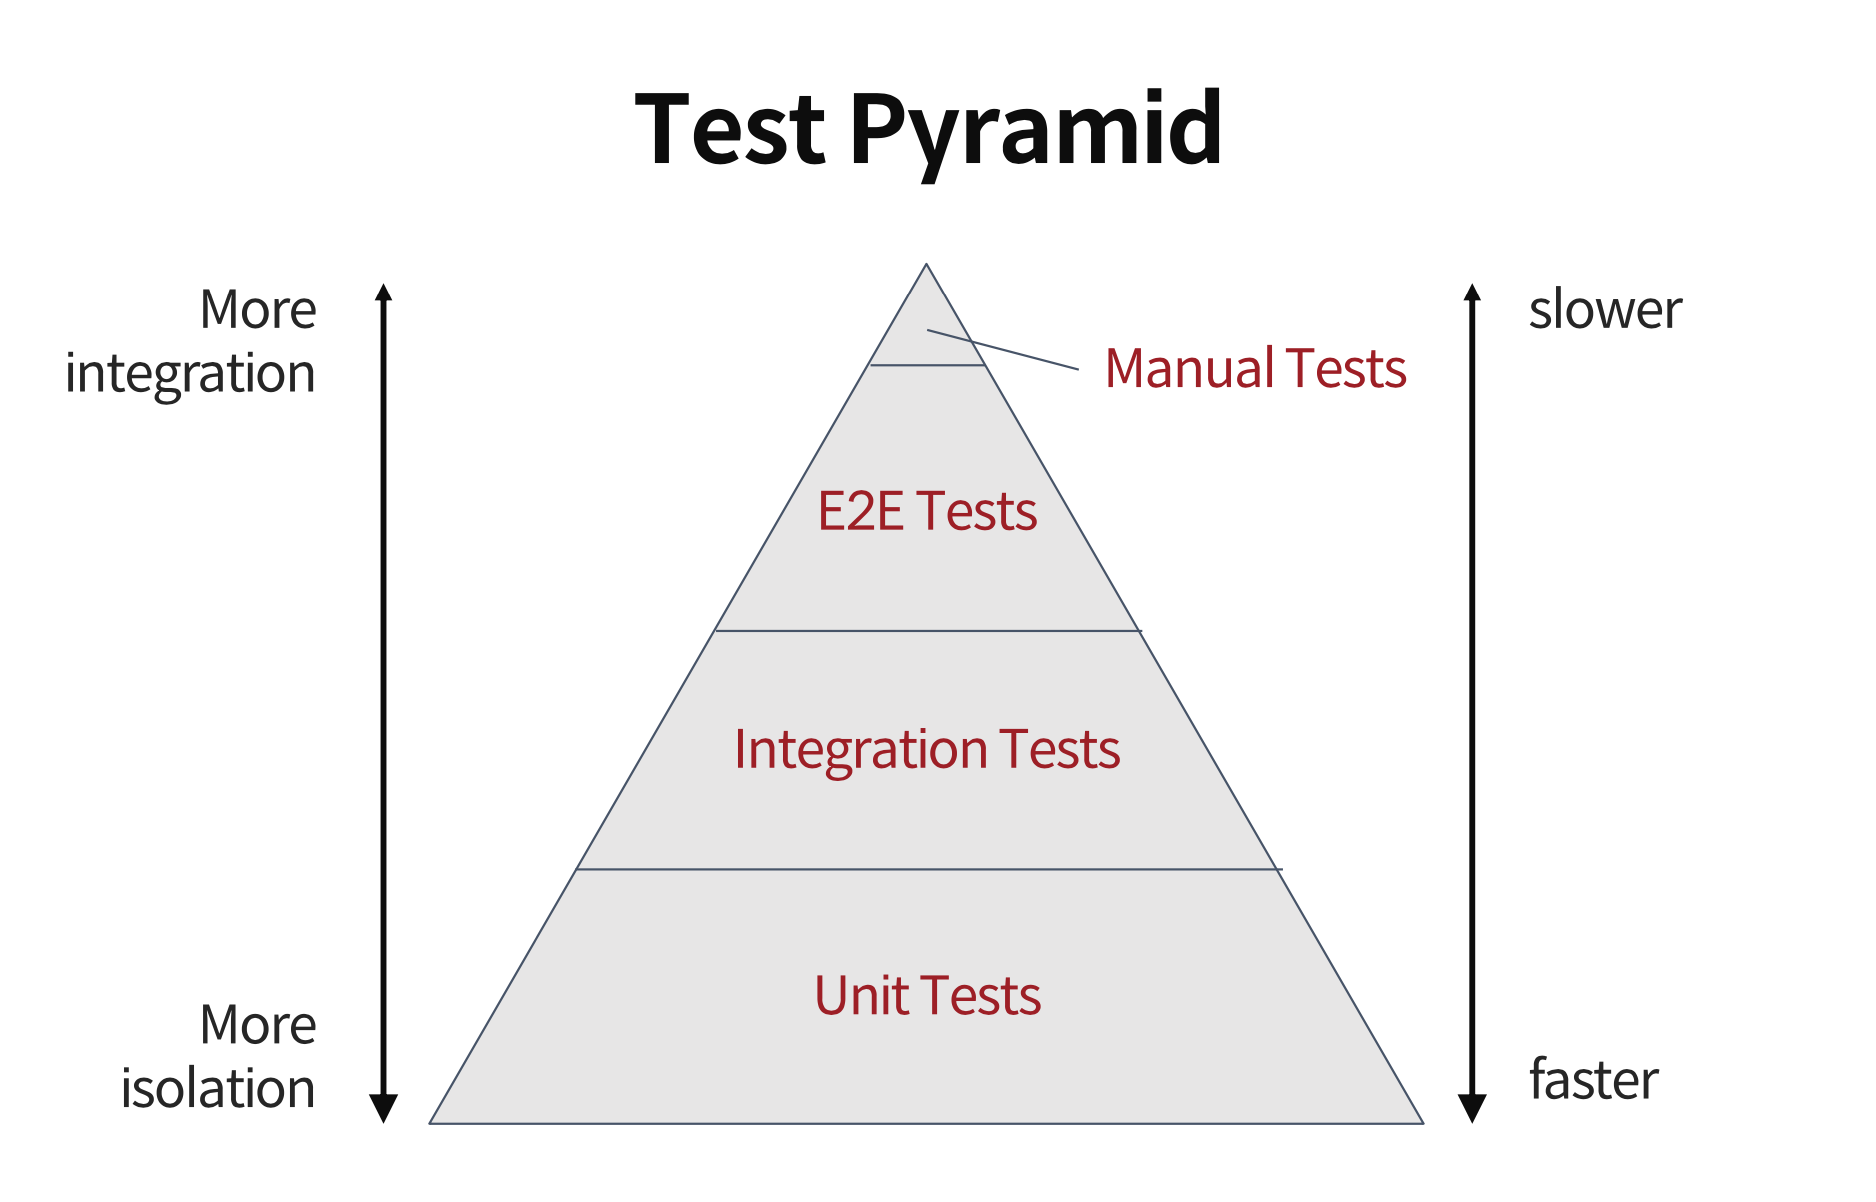 Test Pyramid
More
integration
slower
Manual Tests
E2E Tests
Integration Tests
Unit Tests
More
isolation
faster